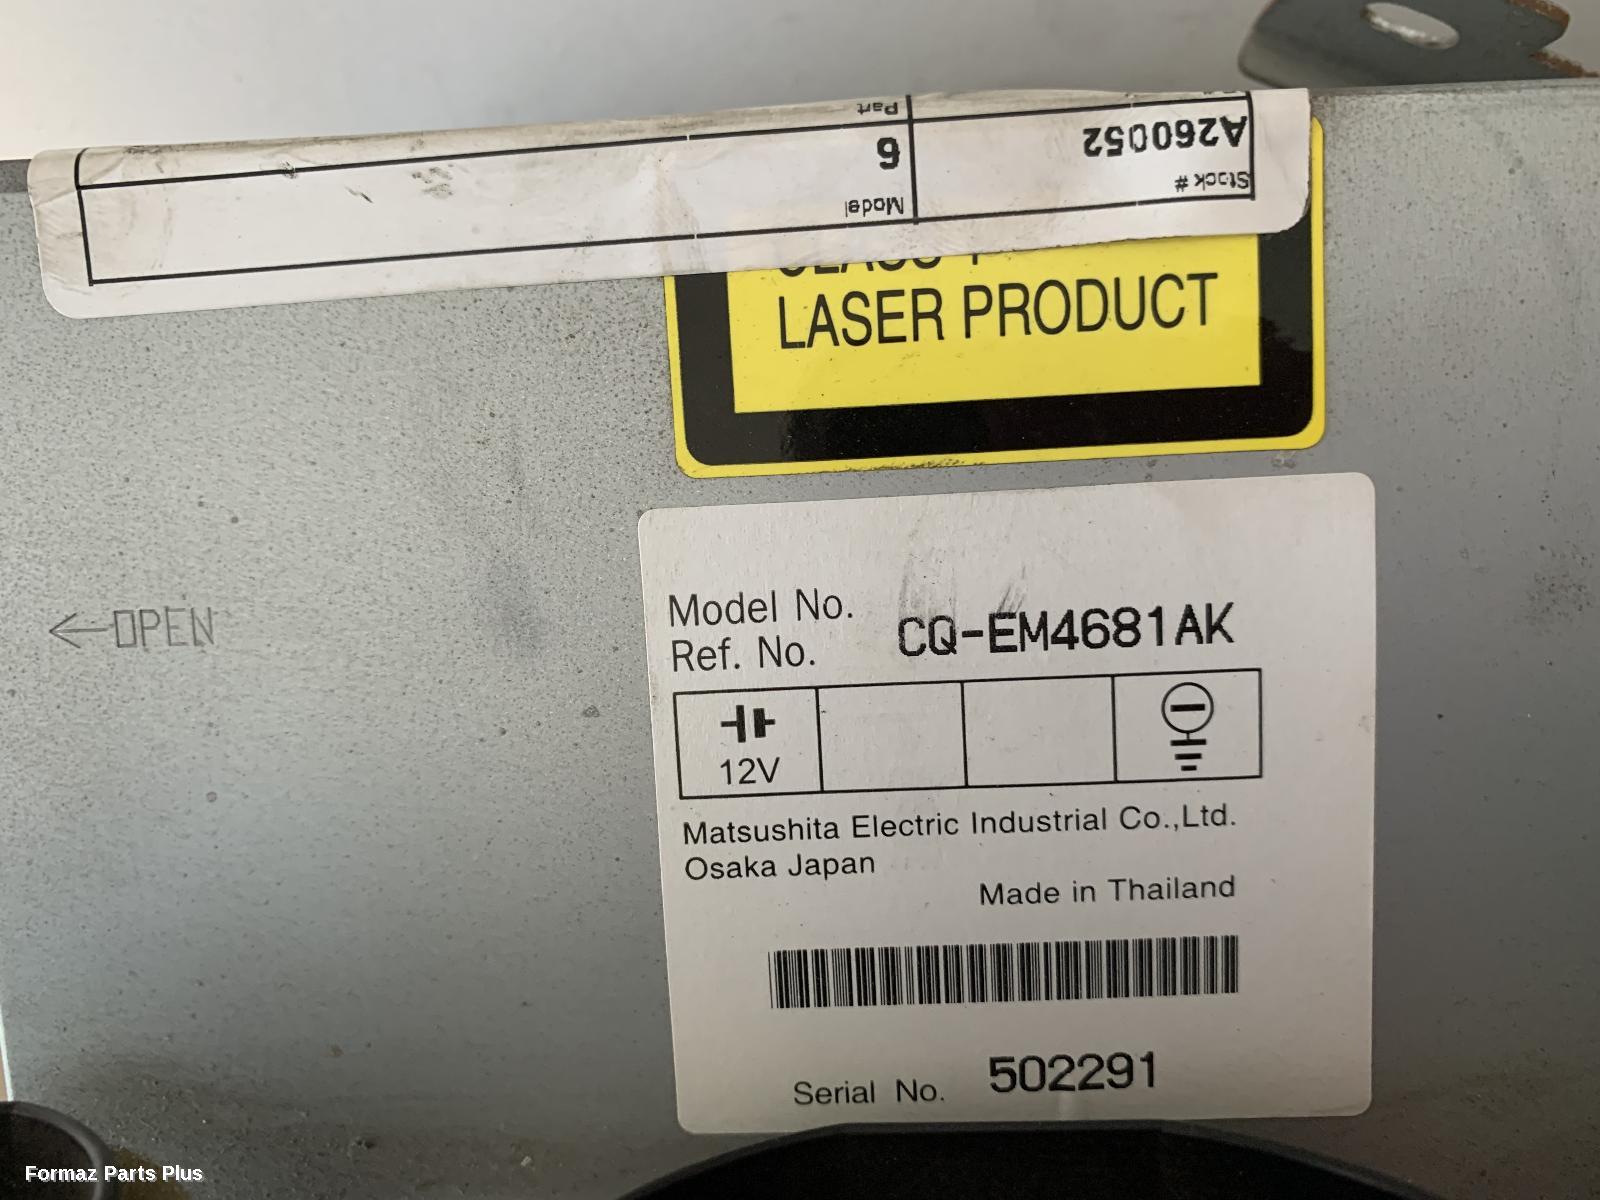 Part
6
A260052
Model
Stock #
LASER PRODUCT
←OPEN
Model No.
Ref. No.
CQ-EM4681AK
12V
Matsushita Electric Industrial Co.,Ltd.
Osaka Japan
Made in Thailand
Serial No. 502291
Formaz Parts Plus